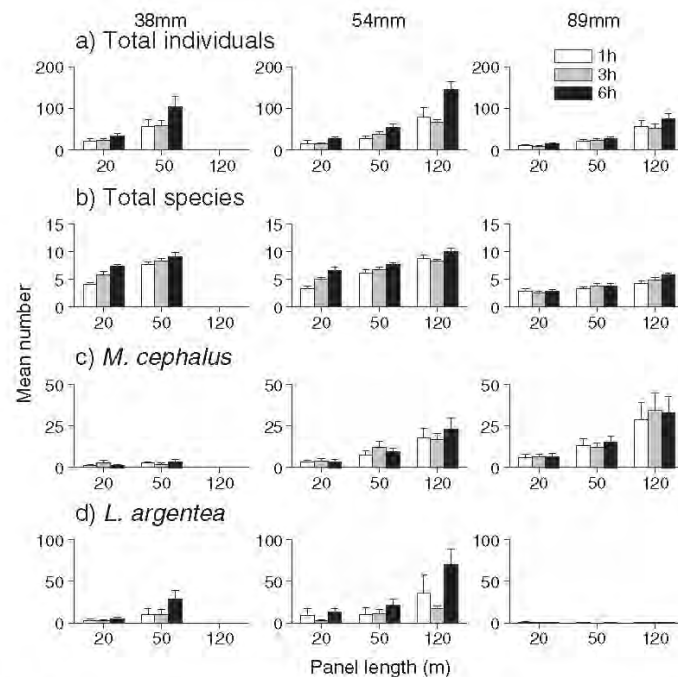 38mm 54mm 89mm
a) Total individuals
1h
3h
6h
200 200 200
100 100 100
0 0 0
20 50 120 20 50 120 20 50 120
b) Total species
15 15 15
10 10 10
5 5 5
0 0 0
20 50 120 20 50 120 20 50 120
Mean number
c) M. cephalus
50 50 50
25 25 25
0 0 0
20 50 120 20 50 120 20 50 120
d) L. argentea
100 100 100
50 50 50
0 0 0
20 50 120 20 50 120 20 50 120
Panel length (m)